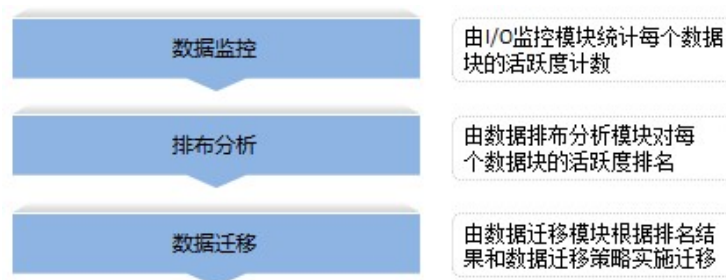 数据监控
由I/O监控模块统计每个数据
块的活跃度计数
排布分析
由数据排布分析模块对每
个数据块的活跃度排名
数据迁移
由数据迁移模块根据排名结
果和数据迁移策略实施迁移